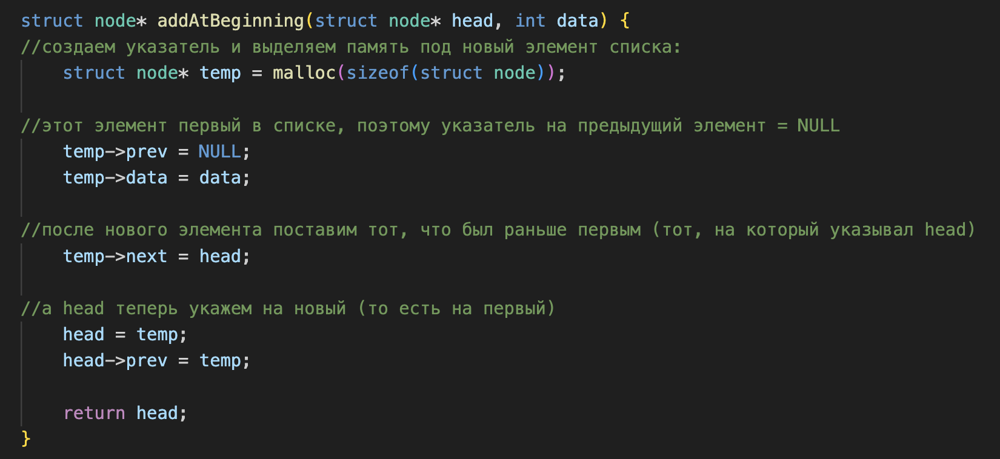 struct node* addAtBeginning(struct node* head, int data) {
//создаем указатель и выделяем память под новый элемент списка:
    struct node* temp = malloc(sizeof(struct node));
//этот элемент первый в списке, поэтому указатель на предыдущий элемент = NULL
    temp->prev = NULL;
    temp->data = data;
//после нового элемента поставим тот, что был раньше первым (тот, на который указывал head)
    temp->next = head;
//а head теперь укажем на новый (то есть на первый)
    head = temp;
    head->prev = temp;
    return head;
}